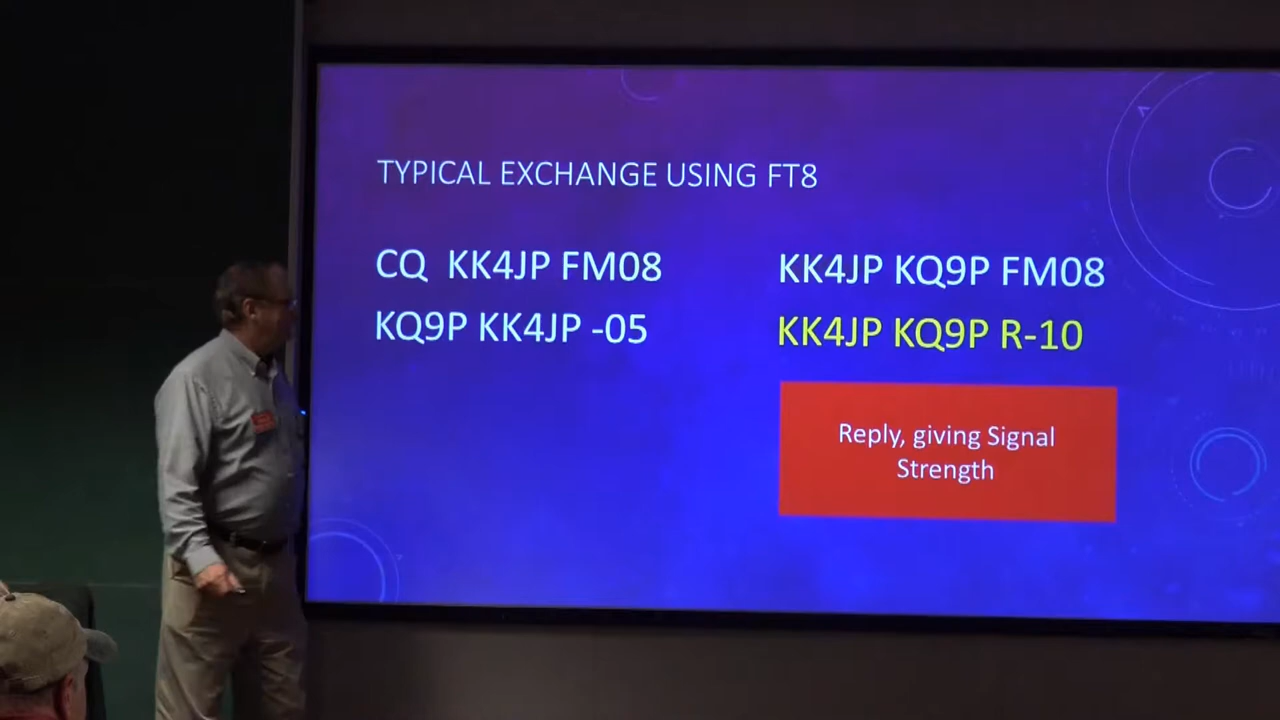 TYPICAL EXCHANGE USING FT8
CQ KK4JP FM08
KK4JP KQ9P FM08
KQ9P KK4JP -05
KK4JP KQ9P R-10
Reply, giving Signal
Strength